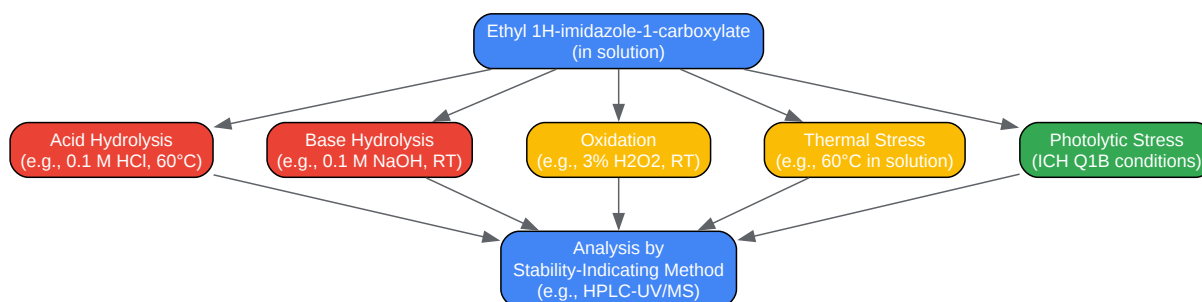 Ethyl 1H-imidazole-1-carboxylate
(in solution)
Acid Hydrolysis
(e.g., 0.1 M HCl, 60°C)
Base Hydrolysis
(e.g., 0.1 M NaOH, RT)
Oxidation
(e.g., 3% H2O2, RT)
Thermal Stress
(e.g., 60°C in solution)
Photolytic Stress
(ICH Q1B conditions)
Analysis by
Stability-Indicating Method
(e.g., HPLC-UV/MS)